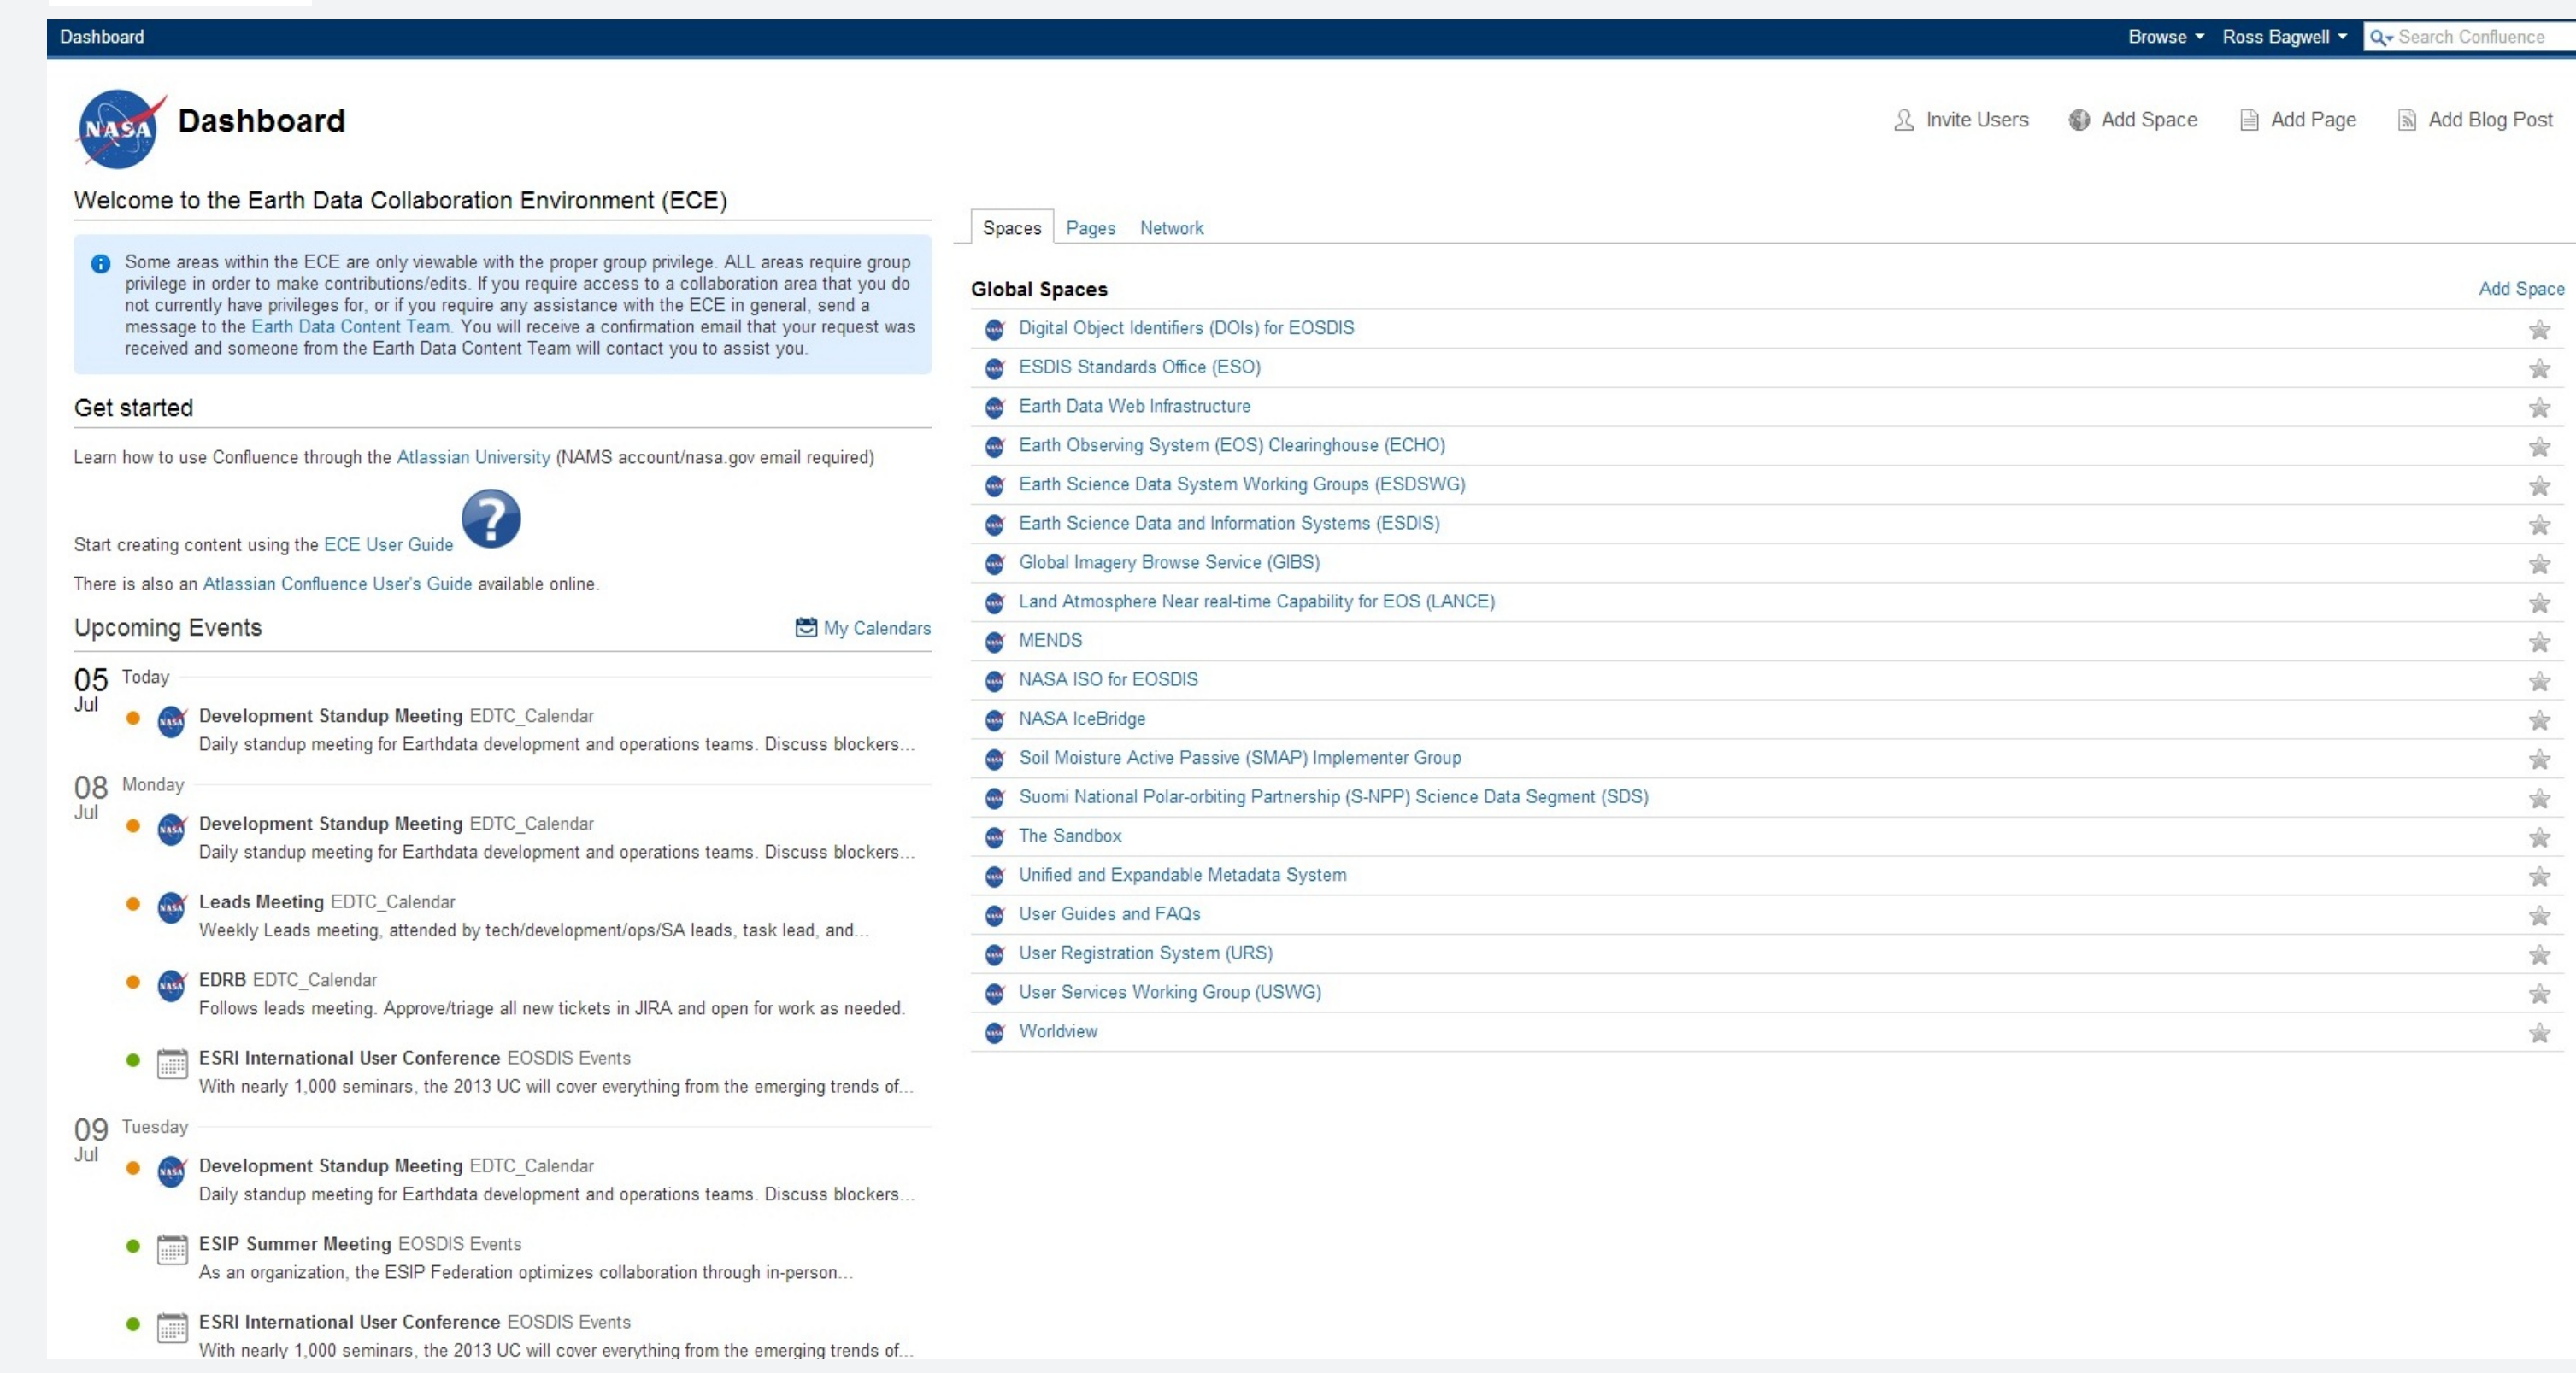 Dashboard
Browse
Ross Bagwell
Search Confluence
NASA
Dashboard
Invite Users
Add Space
Add Page
Add Blog Post
Welcome to the Earth Data Collaboration Environment (ECE)
Some areas within the ECE are only viewable with the proper group privilege. ALL areas require group
privilege in order to make contributions/edits. If you require access to a collaboration area that you do
not currently have privileges for, or if you require any assistance with the ECE in general, send a
message to the Earth Data Content Team. You will receive a confirmation email that your request was
received and someone from the Earth Data Content Team will contact you to assist you.
Get started
Learn how to use Confluence through the Atlassian University (NAMS account/nasa.gov email required)
Start creating content using the ECE User Guide
There is also an Atlassian Confluence User's Guide available online.
Upcoming Events
My Calendars
05 Today
Jul
NASA Development Standup Meeting EDTC_Calendar
Daily standup meeting for Earthdata development and operations teams. Discuss blockers...
08 Monday
Jul
NASA Development Standup Meeting EDTC_Calendar
Daily standup meeting for Earthdata development and operations teams. Discuss blockers...
NASA Leads Meeting EDTC_Calendar
Weekly Leads meeting, attended by tech/development/ops/SA leads, task lead, and...
NASA EDRB EDTC_Calendar
Follows leads meeting. Approve/triage all new tickets in JIRA and open for work as needed.
ESRI International User Conference EOSDIS Events
With nearly 1,000 seminars, the 2013 UC will cover everything from the emerging trends of...
09 Tuesday
Jul
NASA Development Standup Meeting EDTC_Calendar
Daily standup meeting for Earthdata development and operations teams. Discuss blockers...
ESIP Summer Meeting EOSDIS Events
As an organization, the ESIP Federation optimizes collaboration through in-person...
ESRI International User Conference EOSDIS Events
With nearly 1,000 seminars, the 2013 UC will cover everything from the emerging trends of...
Spaces
Pages
Network
Global Spaces
Add Space
Digital Object Identifiers (DOIs) for EOSDIS
ESDIS Standards Office (ESO)
Earth Data Web Infrastructure
Earth Observing System (EOS) Clearinghouse (ECHO)
Earth Science Data System Working Groups (ESDSWG)
Earth Science Data and Information Systems (ESDIS)
Global Imagery Browse Service (GIBS)
Land Atmosphere Near real-time Capability for EOS (LANCE)
MENDS
NASA ISO for EOSDIS
NASA IceBridge
Soil Moisture Active Passive (SMAP) Implementer Group
Suomi National Polar-orbiting Partnership (S-NPP) Science Data Segment (SDS)
The Sandbox
Unified and Expandable Metadata System
User Guides and FAQs
User Registration System (URS)
User Services Working Group (USWG)
Worldview